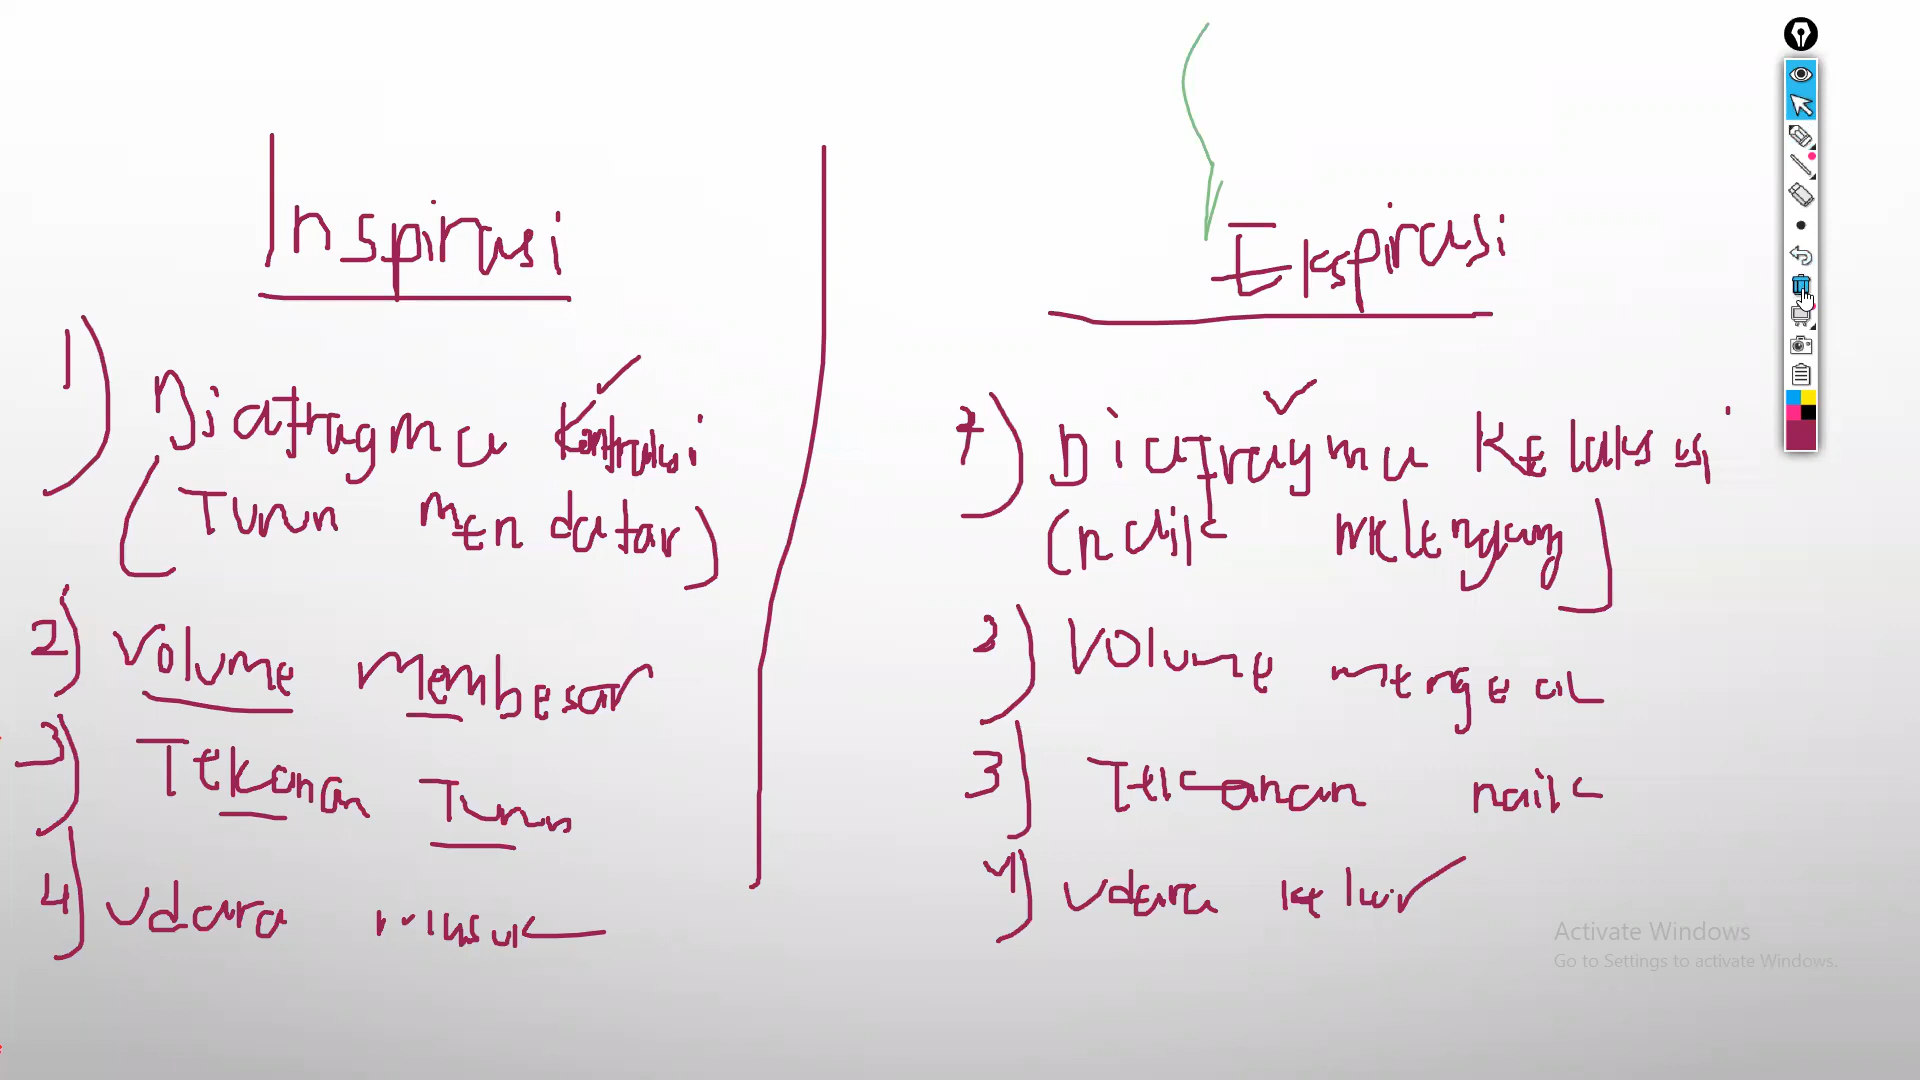 Inspirasi
1) Diafragma Kontraksi
(Turun mendatar)
2) Volume Membesar
3) Tekanan Turun
4) Udara masuk
Ekspirasi
1) Diafragma Relaksasi
(naik melengkung)
2) Volume mengecil
3) Tekanan naik
4) Udara keluar
Activate Windows
Go to Settings to activate Windows.